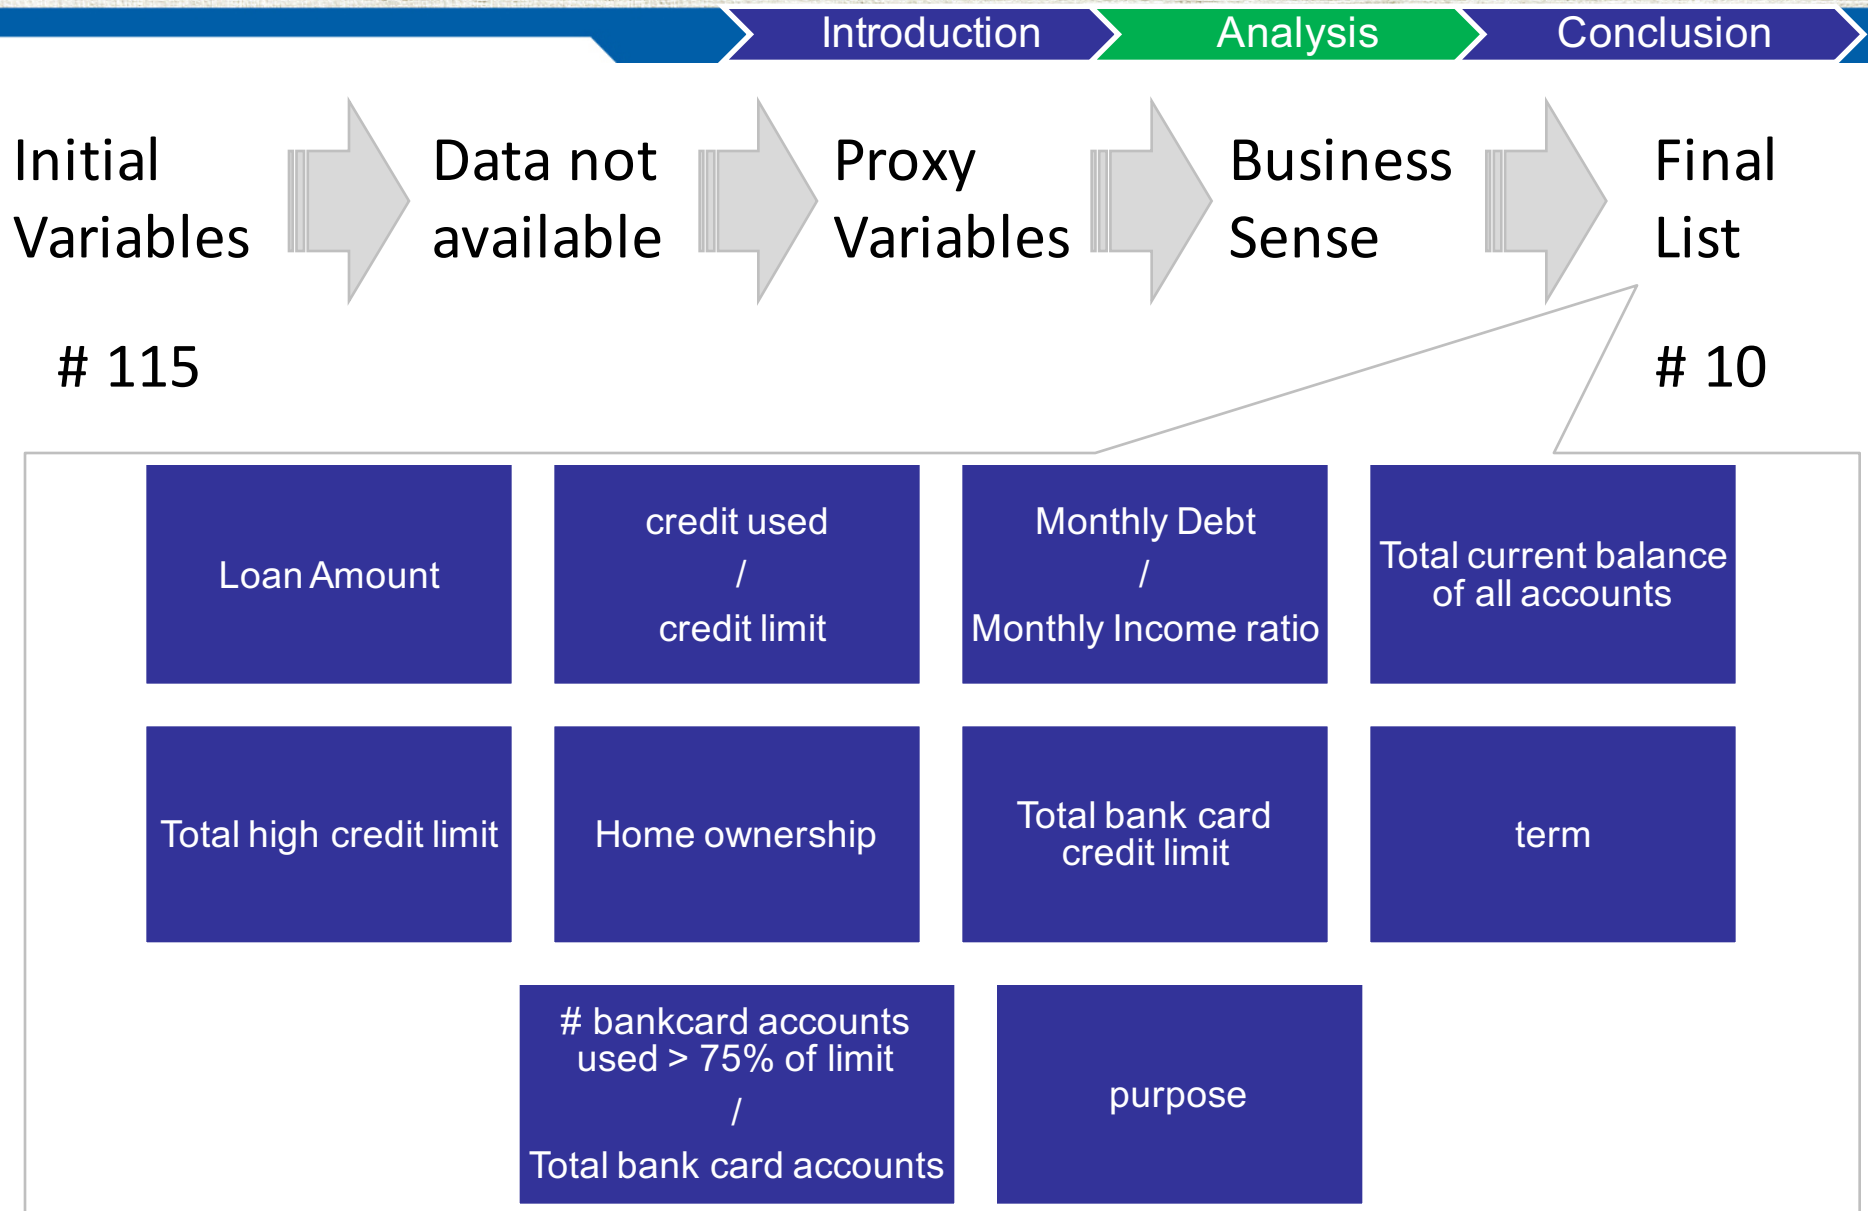 Introduction
Analysis
Conclusion
Initial
Variables
Data not
available
Proxy
Variables
Business
Sense
Final
List
# 115
# 10
Loan Amount
credit used
/
credit limit
Monthly Debt
/
Monthly Income ratio
Total current balance
of all accounts
Total high credit limit
Home ownership
Total bank card
credit limit
term
# bankcard accounts
used > 75% of limit
/
Total bank card accounts
purpose